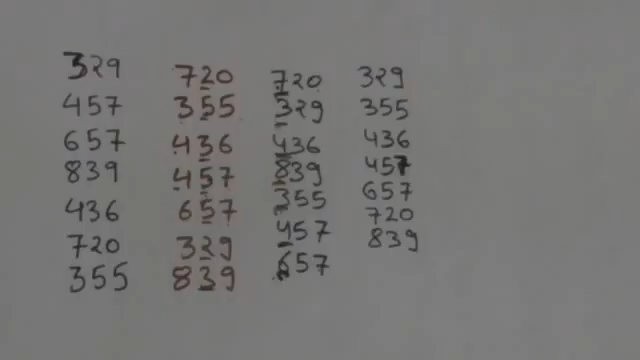 329 720 720 329
457 355 329 355
657 436 436 436
839 457 839 457
436 657 355 657
720 329 457 720
355 839 657 839